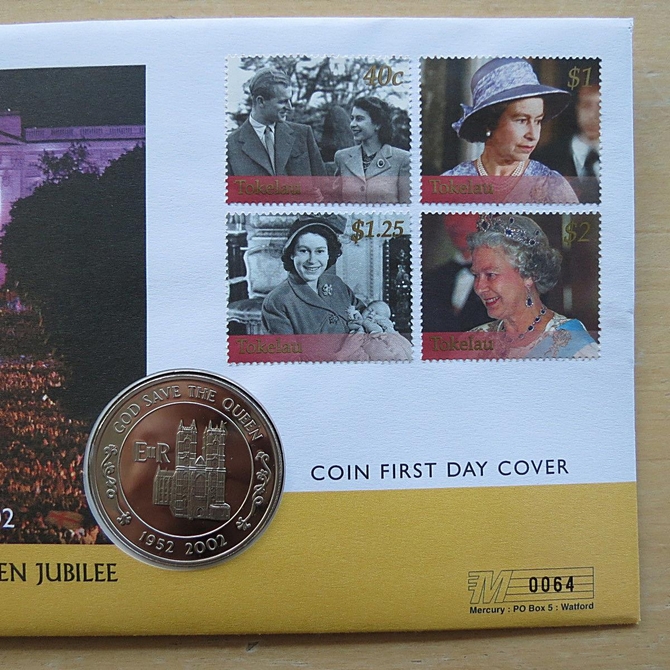 40c
Tokelau
$1
Tokelau
$1.25
Tokelau
$2
Tokelau
GOD SAVE THE QUEEN
EIIR
1952 2002
COIN FIRST DAY COVER
02
EN JUBILEE
M 0064
Mercury : PO Box 5 : Watford